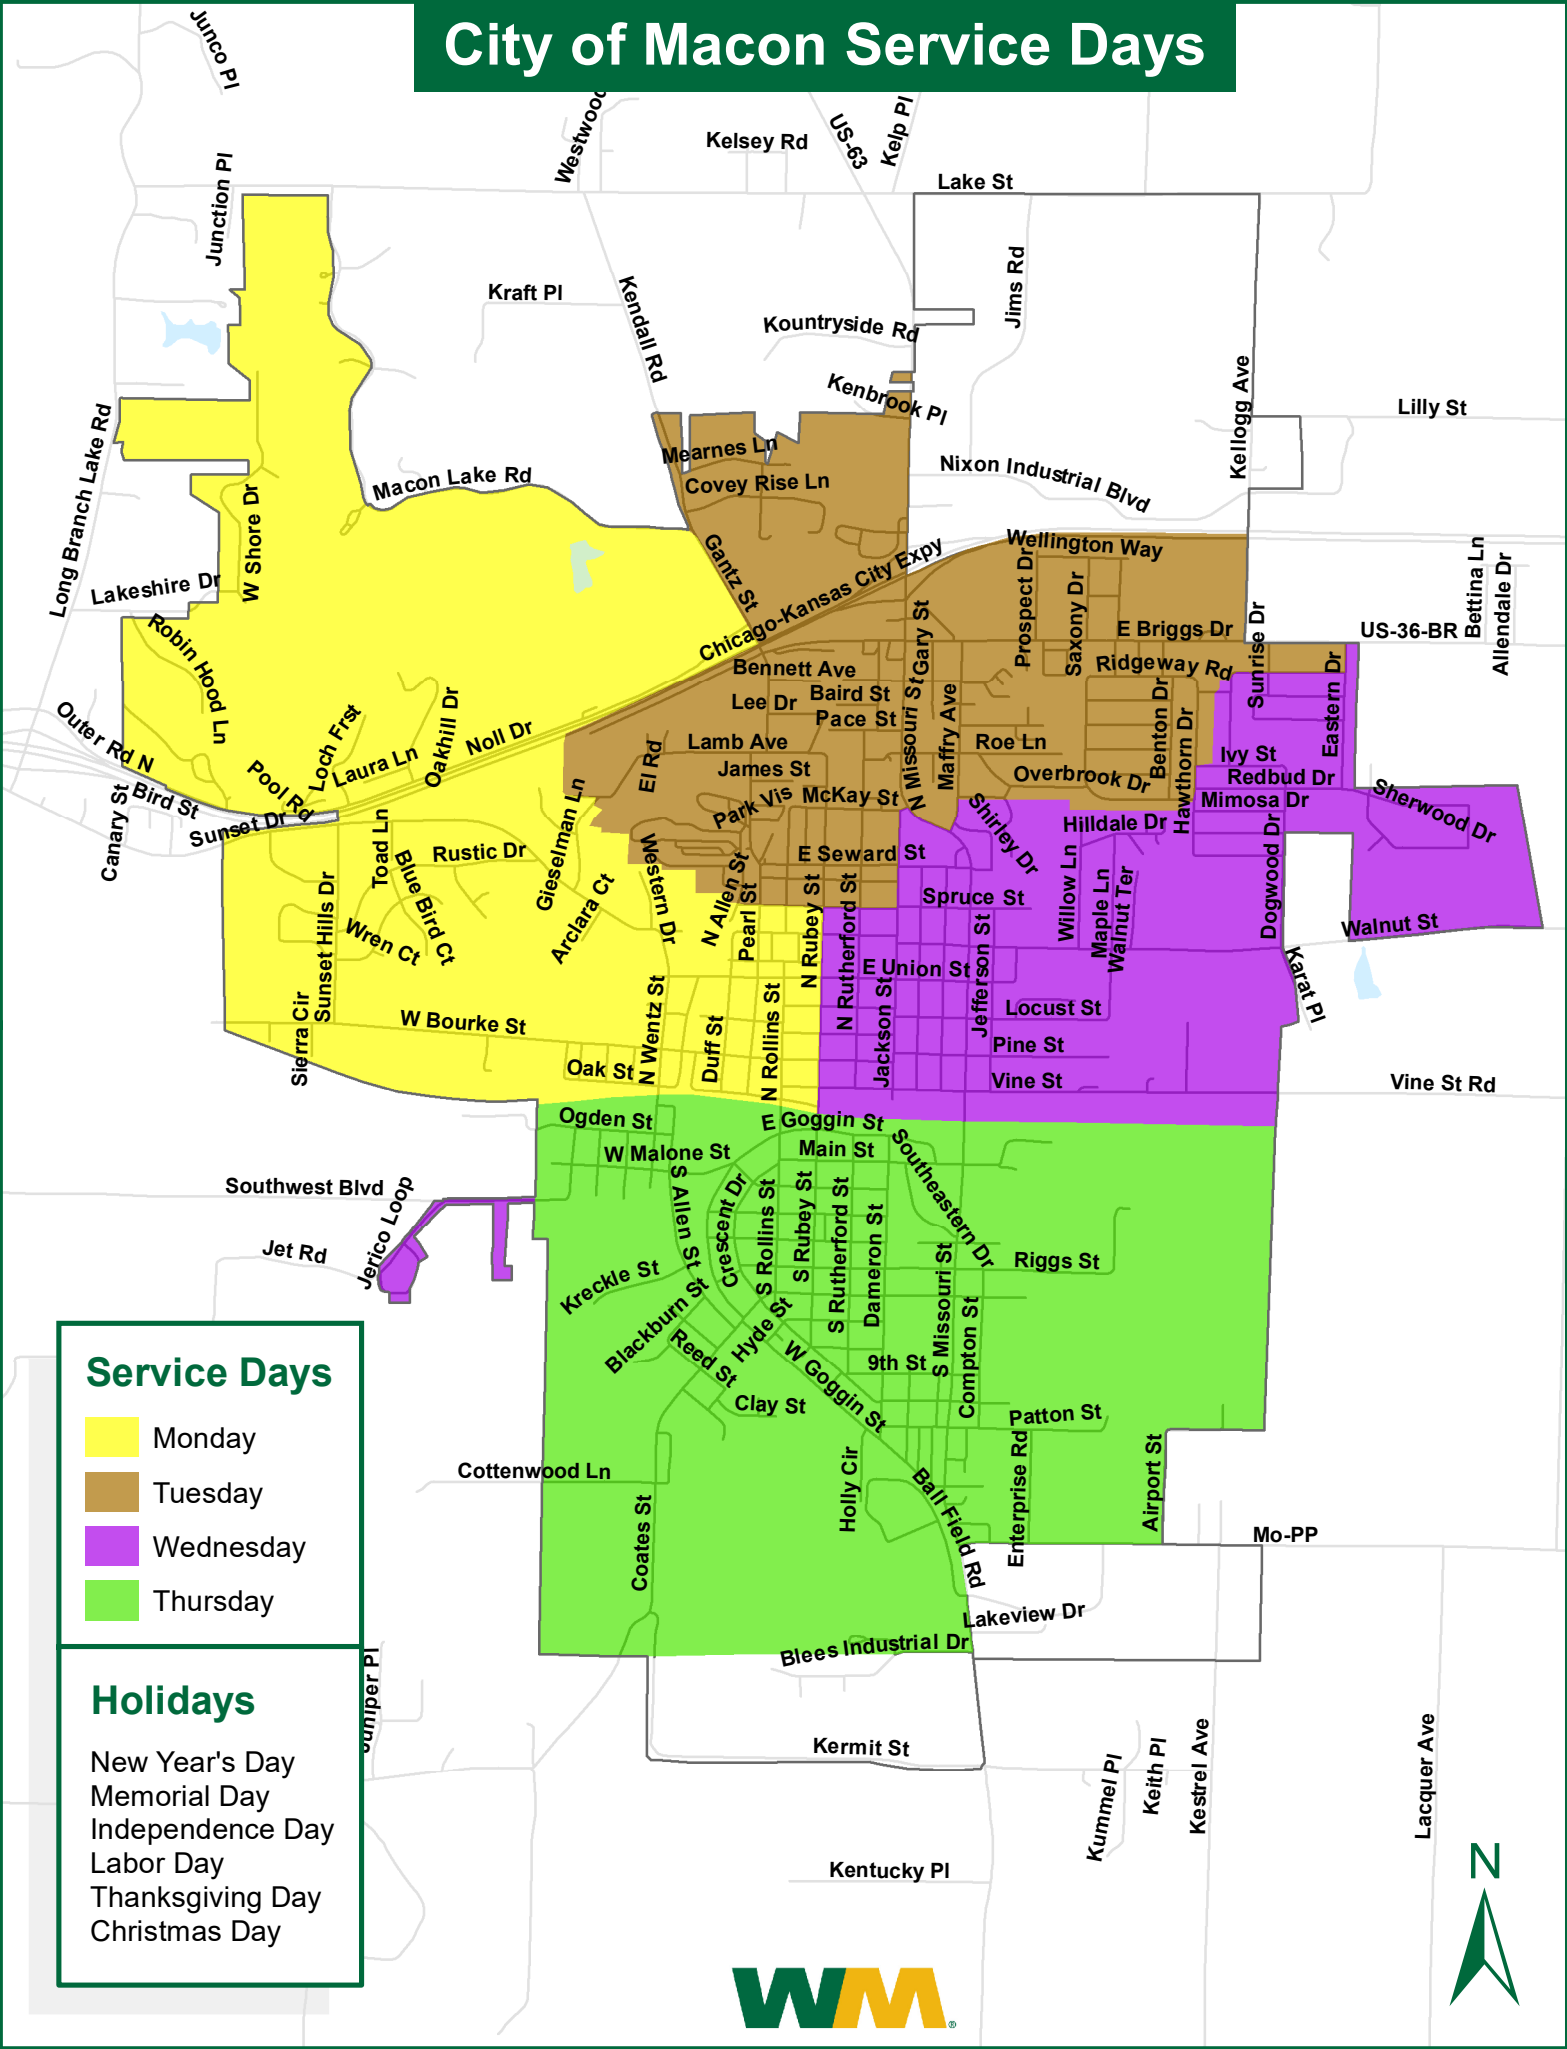 City of Macon Service Days
Junco Pl
Westwood
Kelsey Rd
US-63
Kelp Pl
Junction Pl
Lake St
Kraft Pl
Kendall Rd
Kountryside Rd
Jims Rd
Kenbrook Pl
Kellogg Ave
Lilly St
Long Branch Lake Rd
Macon Lake Rd
Mearnes Ln
Covey Rise Ln
Nixon Industrial Blvd
W Shore Dr
Gantz St
Chicago-Kansas City Expy
Wellington Way
Lakeshire Dr
Robin Hood Ln
Prospect Dr
Saxony Dr
E Briggs Dr
Sunrise Dr
US-36-BR
Bettina Ln
Allendale Dr
Gary St
Bennett Ave
Ridgeway Rd
Baird St
Lee Dr
Pace St
N Missouri St
Maffry Ave
Benton Dr
Hawthorn Dr
Eastern Dr
Outer Rd N
Loch Frst
Laura Ln
Oakhill Dr
Noll Dr
El Rd
Lamb Ave
Roe Ln
Ivy St
James St
Overbrook Dr
Redbud Dr
Pool Rd
Bird St
Canary St
Sunset Dr
Park Vis
McKay St
Mimosa Dr
Sherwood Dr
Shirley Dr
Hilldale Dr
Toad Ln
Rustic Dr
Gieselman Ln
Western Dr
E Seward St
Blue Bird Ct
Arclara Ct
N Allen St
Pearl St
N Rubey St
N Rutherford St
Spruce St
Willow Ln
Maple Ln
Walnut Ter
Dogwood Dr
Walnut St
Sunset Hills Dr
Wren Ct
E Union St
Jefferson St
Karat Pl
Sierra Cir
W Bourke St
N Wentz St
Duff St
N Rollins St
Jackson St
Locust St
Pine St
Oak St
Vine St
Vine St Rd
Ogden St
E Goggin St
W Malone St
Main St
Southeastern Dr
Southwest Blvd
Jerico Loop
Jet Rd
S Allen St
Crescent Dr
S Rollins St
S Rubey St
S Rutherford St
Dameron St
Riggs St
Kreckle St
S Missouri St
Compton St
Blackburn St
Reed St
Hyde St
W Goggin St
9th St
Clay St
Patton St
Cottenwood Ln
Coates St
Holly Cir
Ball Field Rd
Enterprise Rd
Airport St
Mo-PP
Lakeview Dr
Blees Industrial Dr
Juniper Pl
Kermit St
Kummel Pl
Keith Pl
Kestrel Ave
Lacquer Ave
Kentucky Pl
Service Days
Monday
Tuesday
Wednesday
Thursday
Holidays
New Year's Day
Memorial Day
Independence Day
Labor Day
Thanksgiving Day
Christmas Day
N
WM®